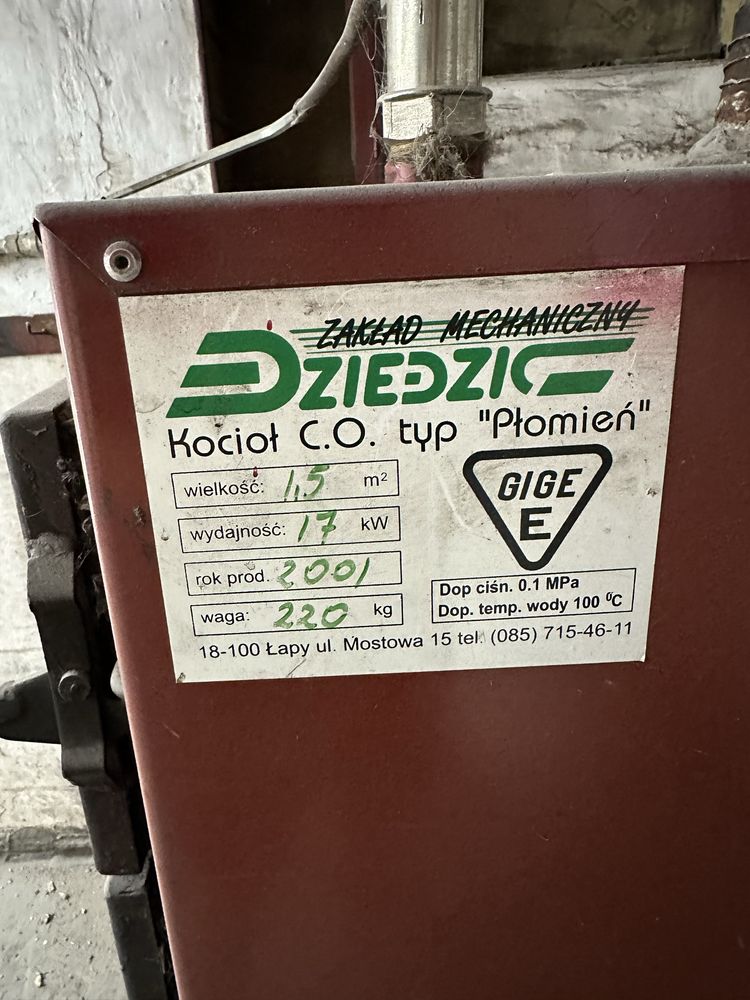 ZAKŁAD MECHANICZNY
DZIEDZIC
Kocioł C.O. typ "Płomień"
wielkość: 1,5 m²
wydajność: 17 kW
rok prod. 2001
waga: 220 kg
GIGE
E
Dop ciśn. 0.1 MPa
Dop. temp. wody 100 ⁰C
18-100 Łapy ul. Mostowa 15 tel. (085) 715-46-11